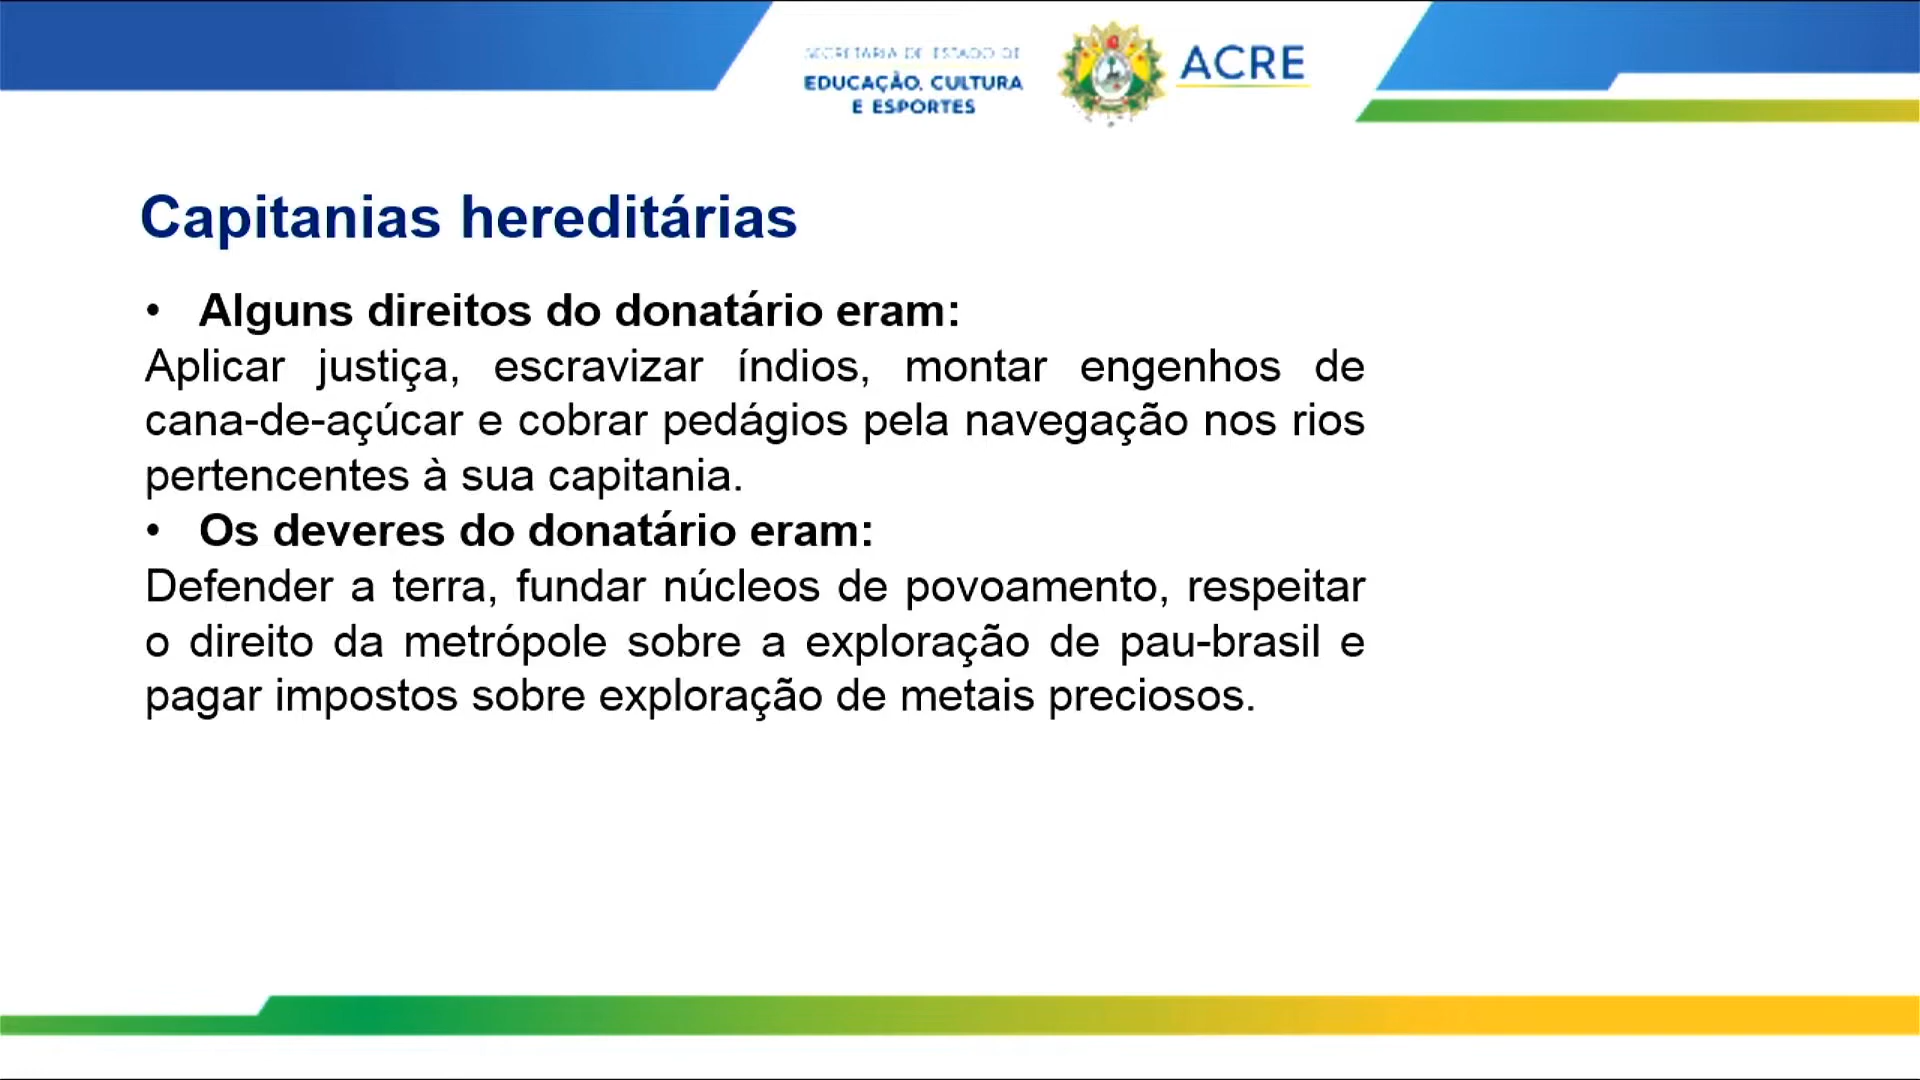 SECRETARIA DE ESTADO DE
EDUCAÇÃO, CULTURA
E ESPORTES
ACRE
Capitanias hereditárias
• Alguns direitos do donatário eram:
Aplicar justiça, escravizar índios, montar engenhos de
cana-de-açúcar e cobrar pedágios pela navegação nos rios
pertencentes à sua capitania.
• Os deveres do donatário eram:
Defender a terra, fundar núcleos de povoamento, respeitar
o direito da metrópole sobre a exploração de pau-brasil e
pagar impostos sobre exploração de metais preciosos.